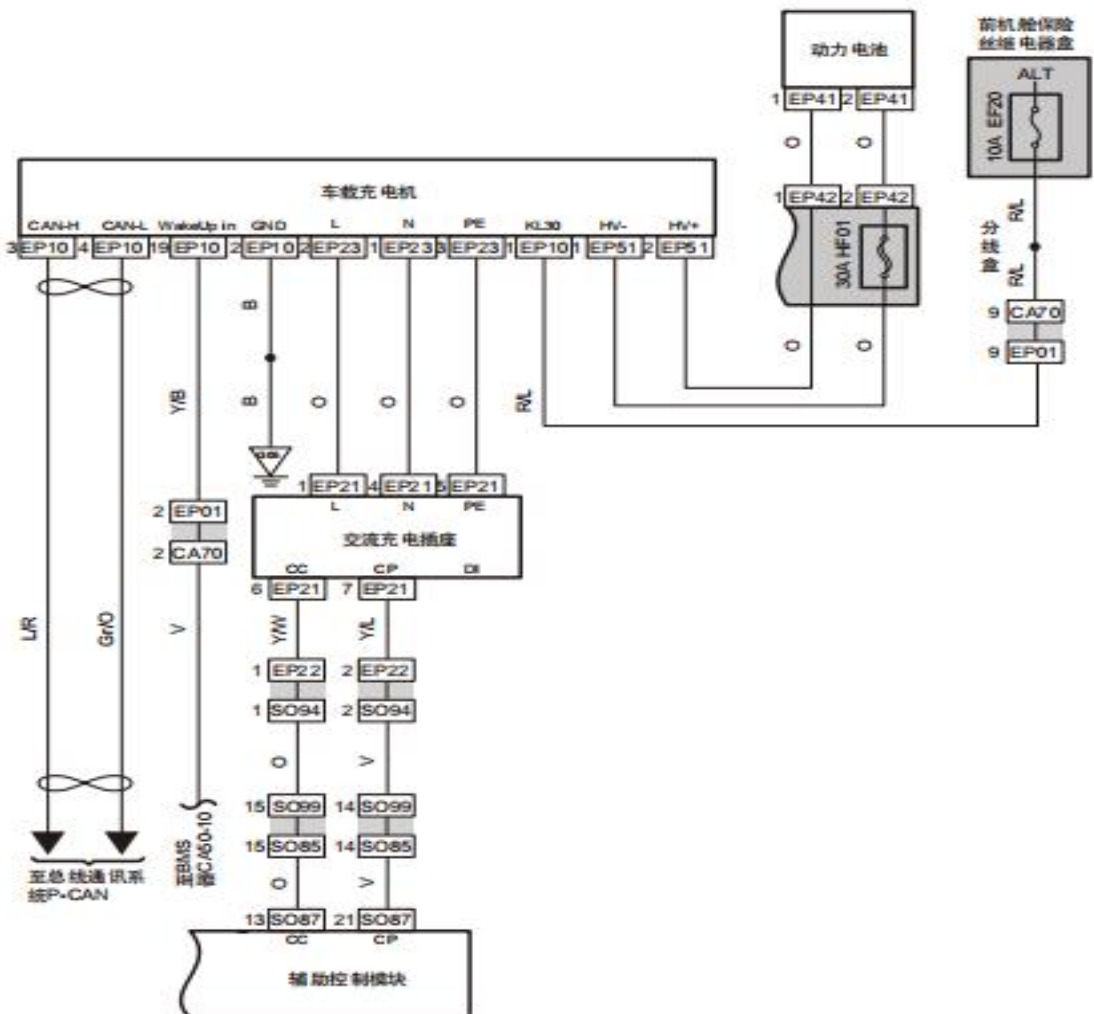 前机舱保险
丝继电器盒
动力电池
ALT
10A EF20
1 EP41 2 EP41
O O
R/L
分线盒
R/L
1 EP42 2 EP42
30A HF01
车载充电机
CAN-H CAN-L WakeUp in GND L N PE KL30 HV- HV+
3 EP10 4 EP10 19 EP10 2 EP10 2 EP23 1 EP23 3 EP23 1 EP10 1 EP51 2 EP51
9 CA70
9 EP01
O O
B
Y/B B O O O R/L
1 EP21 4 EP21 5 EP21
L N PE
交流充电插座
CC CP DI
2 EP01
2 CA70
6 EP21 7 EP21
L/R Gr/O V Y/W Y/L
1 EP22 2 EP22
1 SO94 2 SO94
O V
15 SO99 14 SO99
15 SO85 14 SO85
O V
至总线通讯系
统P-CAN
至BMS
器CA50-10
13 SO87 21 SO87
CC CP
辅助控制模块